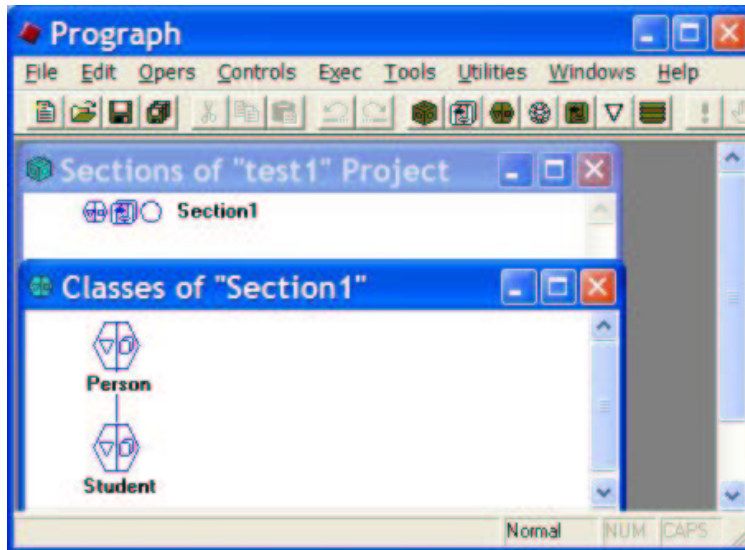 Prograph
File Edit Opers Controls Exec Tools Utilities Windows Help
Sections of "test1" Project
Section1
Classes of "Section1"
Person
Student
Normal NUM CAPS